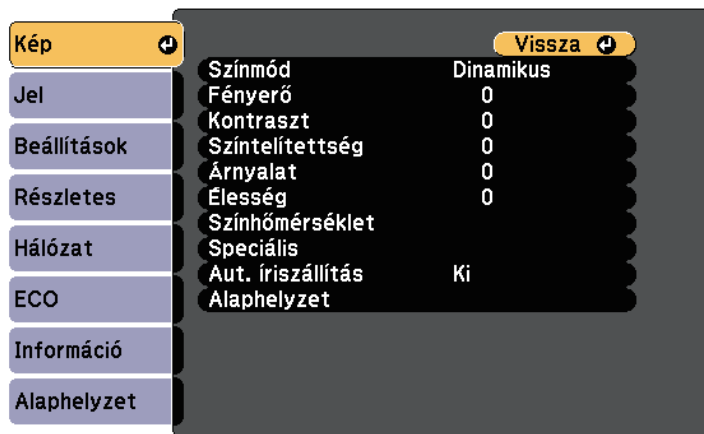 Kép
Jel
Beállítások
Részletes
Hálózat
ECO
Információ
Alaphelyzet
Vissza
Színmód Dinamikus
Fényerő 0
Kontraszt 0
Színtelítettség 0
Árnyalat 0
Élesség 0
Színhőmérséklet
Speciális
Aut. íriszállítás Ki
Alaphelyzet